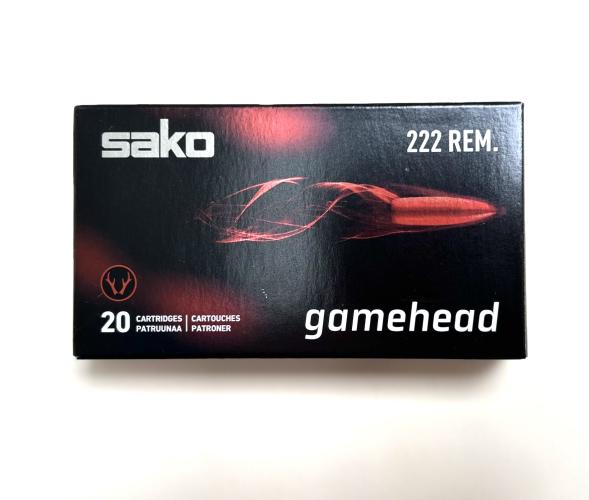 sako
222 REM.
20
CARTRIDGES
PATRUUNAA
CARTOUCHES
PATRONER
gamehead